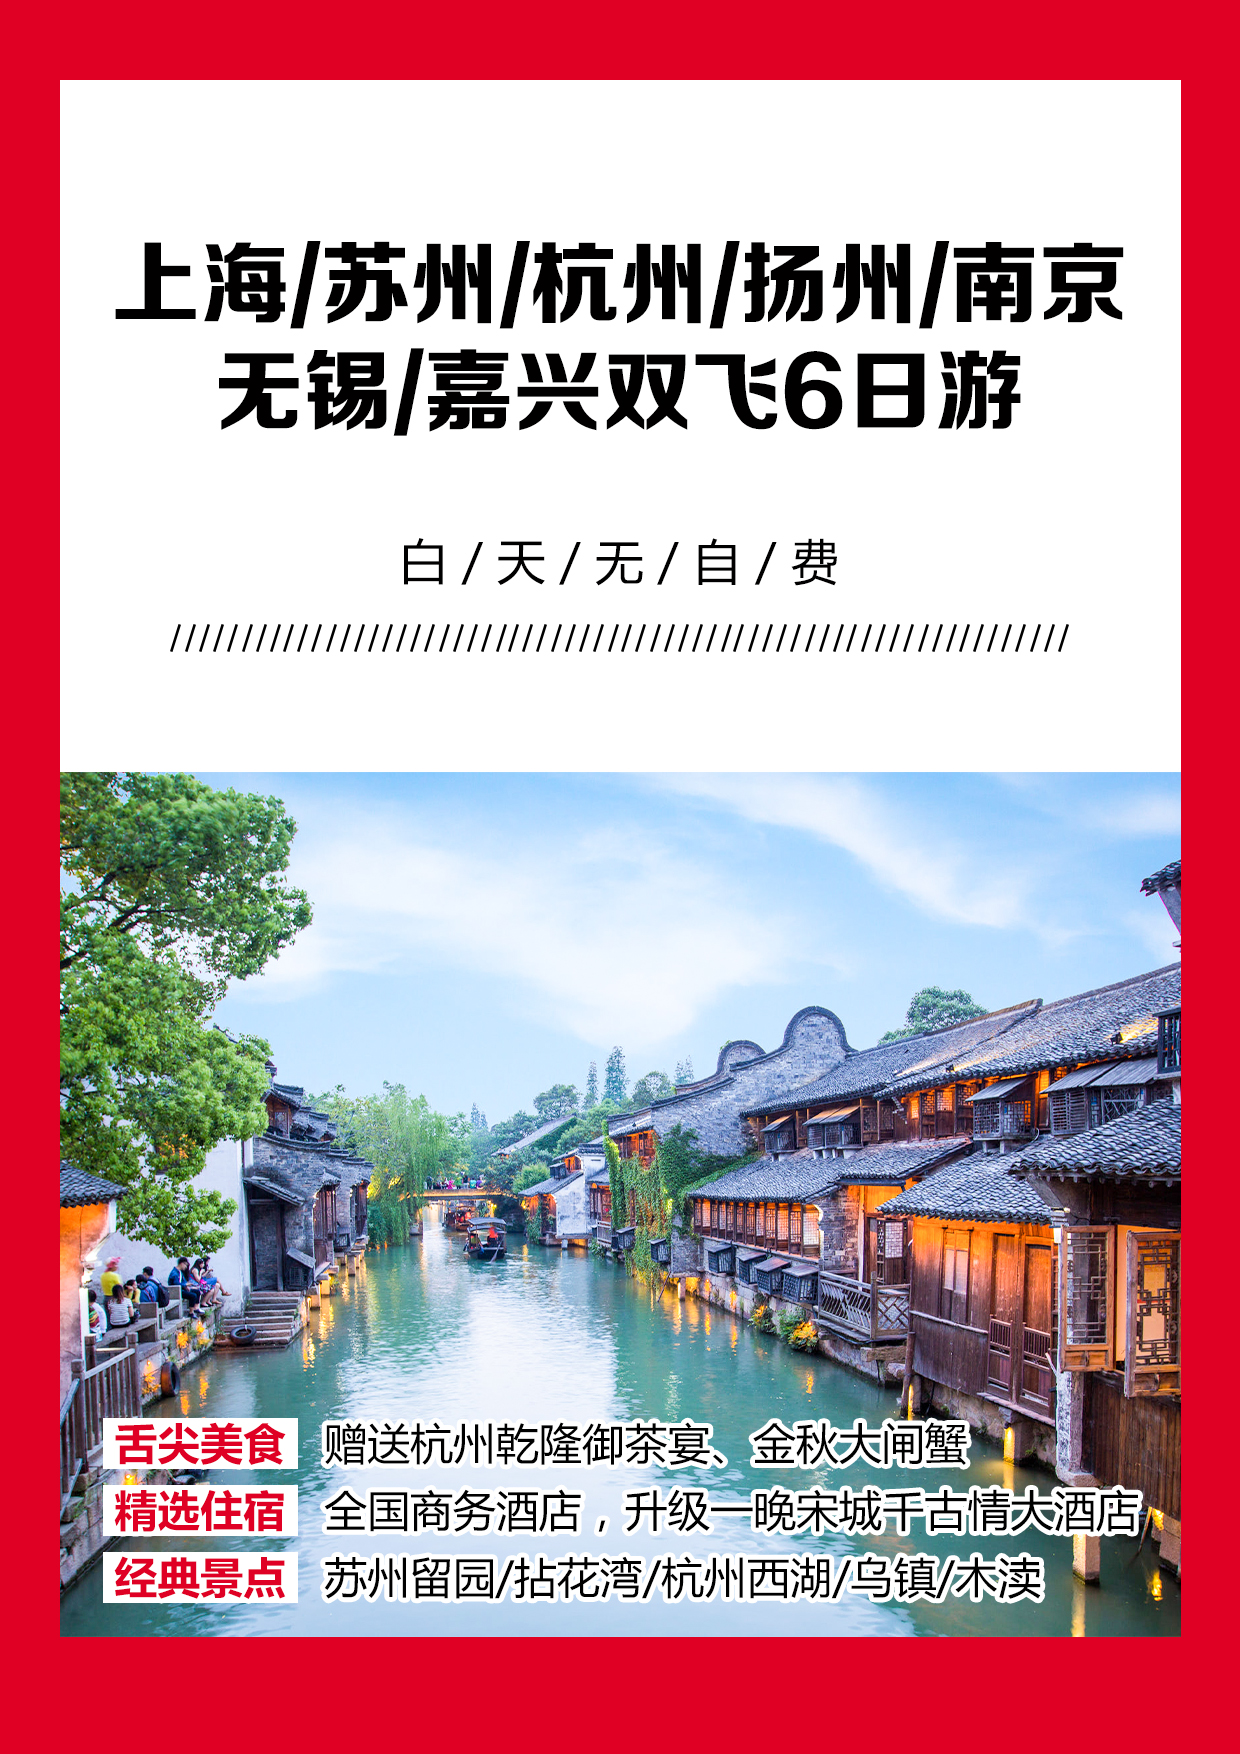 上海/苏州/杭州/扬州/南京
无锡/嘉兴双飞6日游
白/天/无/自/费
////////////////////////////////////////////////////////////////
舌尖美食 赠送杭州乾隆御茶宴、金秋大闸蟹
精选住宿 全国商务酒店，升级一晚宋城千古情大酒店
经典景点 苏州留园/拈花湾/杭州西湖/乌镇/木渎